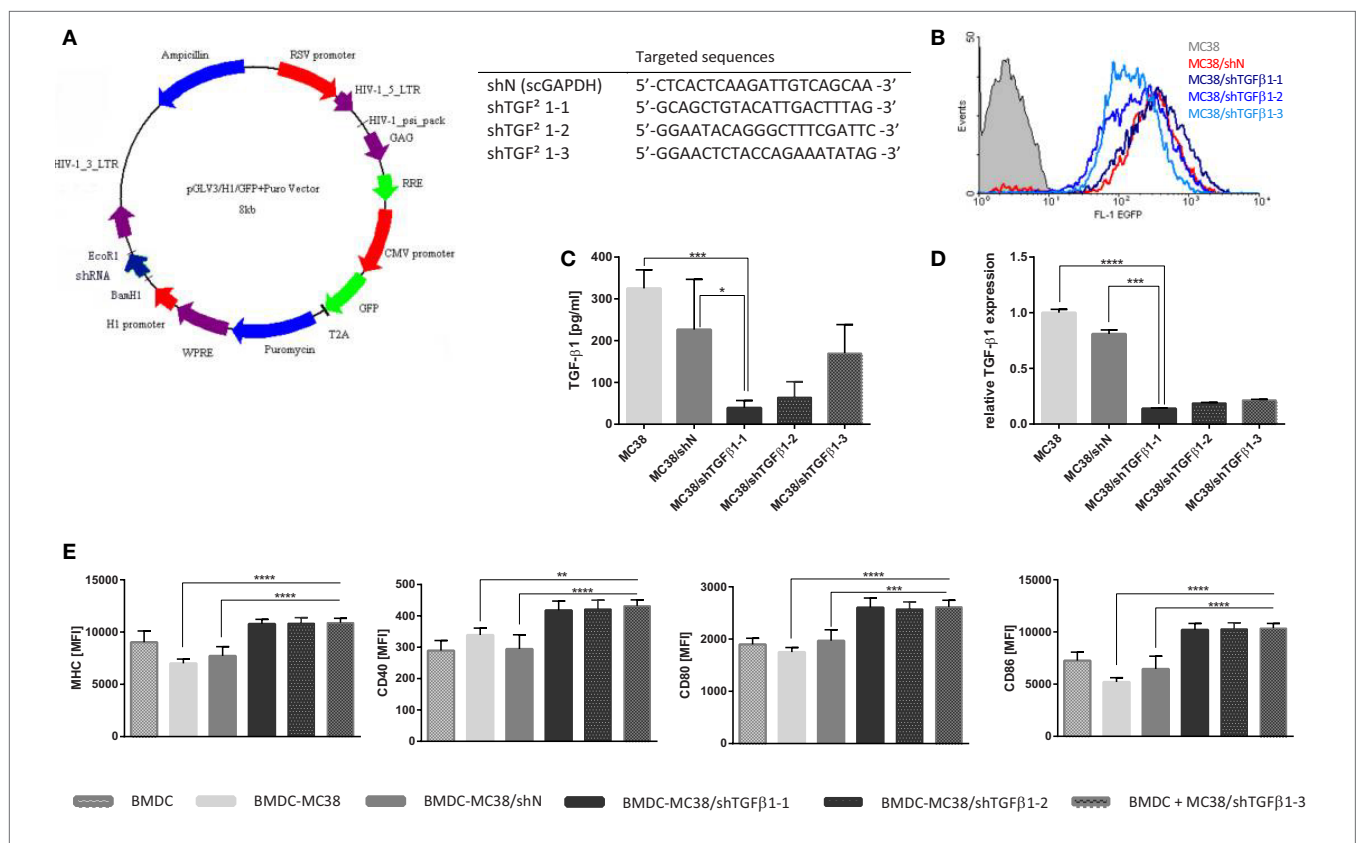 A
Ampicillin
RSV promoter
HIV-1_5_LTR
HIV-1_psi_pack
GAG
RRE
CMV promoter
GFP
T2A
Puromycin
WPRE
H1 promoter
BamH1
shRNA
EcoR1
HIV-1_3_LTR
pGLV3/H1/GFP+Puro Vector
8kb
Targeted sequences
shN (scGAPDH) 5’-CTCACTCAAGATTGTCAGCAA -3’
shTGF² 1-1 5’-GCAGCTGTACATTGACTTTAG -3’
shTGF² 1-2 5’-GGAATACAGGGCTTTCGATTC -3’
shTGF² 1-3 5’-GGAACTCTACCAGAAATATAG -3’
B
50
Events
0
10⁰ 10¹ 10² 10³ 10⁴
FL-1 EGFP
MC38
MC38/shN
MC38/shTGFβ1-1
MC38/shTGFβ1-2
MC38/shTGFβ1-3
C
TGF-β1 [pg/ml]
400
300
200
100
0
***
*
MC38
MC38/shN
MC38/shTGFβ1-1
MC38/shTGFβ1-2
MC38/shTGFβ1-3
D
relative TGF-β1 expression
1.5
1.0
0.5
0.0
****
***
MC38
MC38/shN
MC38/shTGFβ1-1
MC38/shTGFβ1-2
MC38/shTGFβ1-3
E
MHC [MFI]
15000
10000
5000
0
****
****
CD40 [MFI]
500
400
300
200
100
0
**
****
CD80 [MFI]
3000
2000
1000
0
****
***
CD86 [MFI]
15000
10000
5000
0
****
****
BMDC BMDC-MC38 BMDC-MC38/shN BMDC-MC38/shTGFβ1-1 BMDC-MC38/shTGFβ1-2 BMDC + MC38/shTGFβ1-3